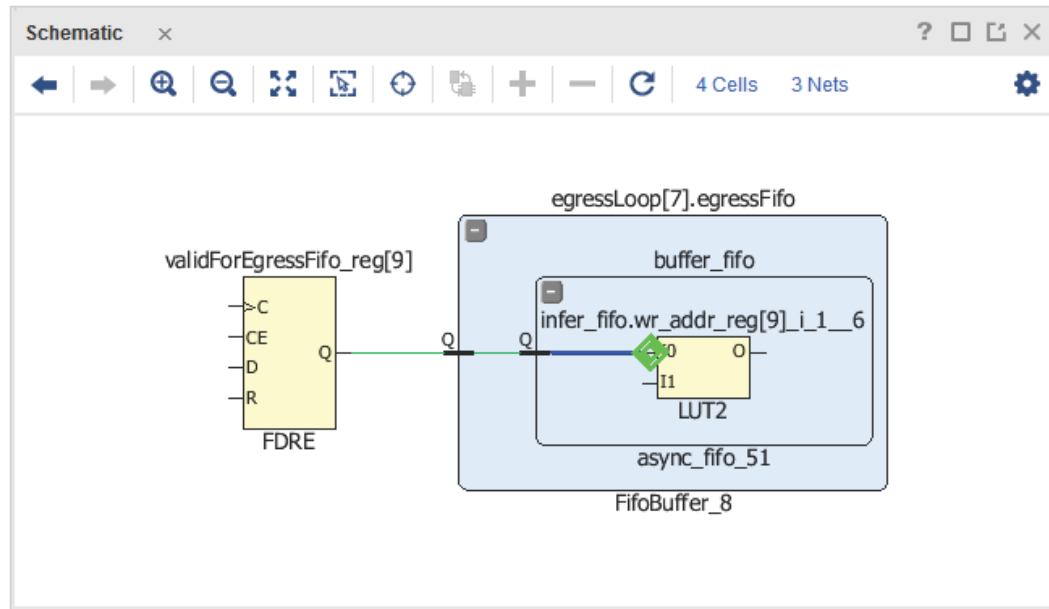 Schematic
4 Cells 3 Nets
egressLoop[7].egressFifo
validForEgressFifo_reg[9]
buffer_fifo
infer_fifo.wr_addr_reg[9]_i_1__6
C
CE
D
R
Q
Q
Q
I0
O
I1
LUT2
FDRE
async_fifo_51
FifoBuffer_8